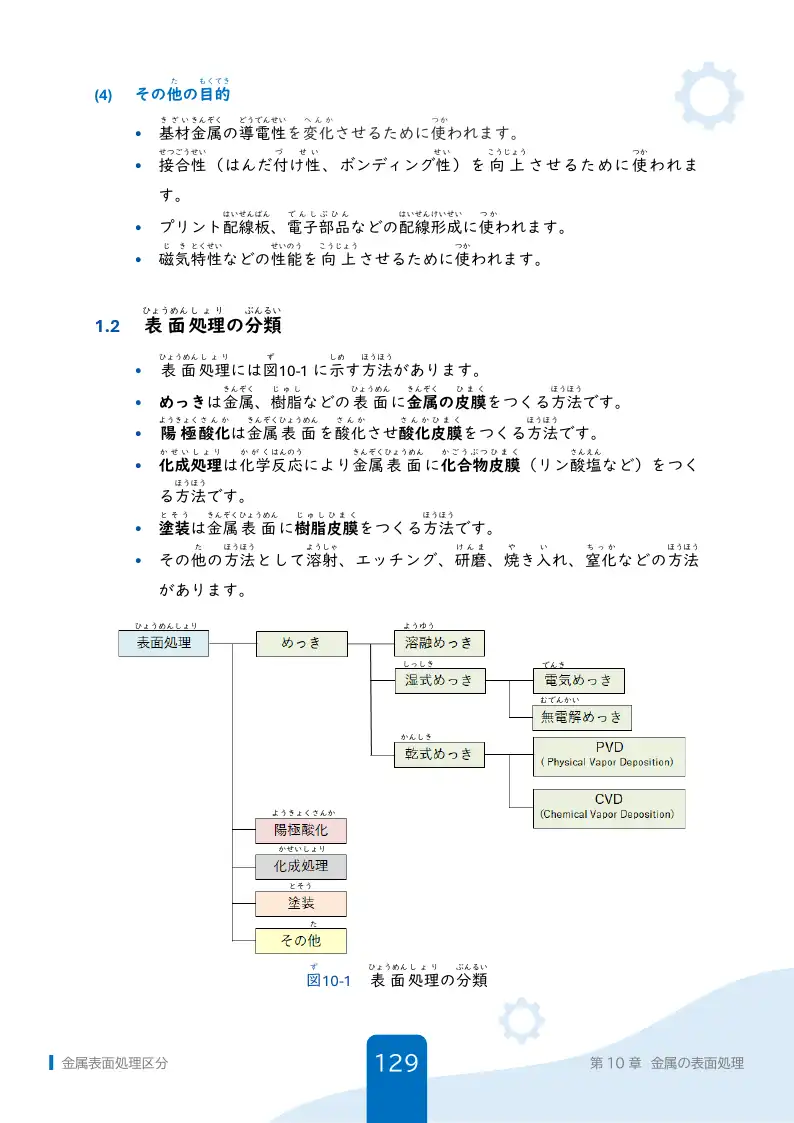 (4) その他の目的
• 基材金属の導電性を変化させるために使われます。
• 接合性（はんだ付け性、ボンディング性）を向上させるために使われま
す。
• プリント配線板、電子部品などの配線形成に使われます。
• 磁気特性などの性能を向上させるために使われます。
1.2 表面処理の分類
• 表面処理には図10-1 に示す方法があります。
• めっきは金属、樹脂などの表面に金属の皮膜をつくる方法です。
• 陽極酸化は金属表面を酸化させ酸化皮膜をつくる方法です。
• 化成処理は化学反応により金属表面に化合物皮膜（リン酸塩など）をつく
る方法です。
• 塗装は金属表面に樹脂皮膜をつくる方法です。
• その他の方法として溶射、エッチング、研磨、焼き入れ、窒化などの方法
があります。
表面処理
めっき
溶融めっき
湿式めっき
電気めっき
無電解めっき
乾式めっき
PVD
( Physical Vapor Deposition)
CVD
(Chemical Vapor Deposition)
陽極酸化
化成処理
塗装
その他
図10-1 表面処理の分類
金属表面処理区分
129
第 10 章 金属の表面処理